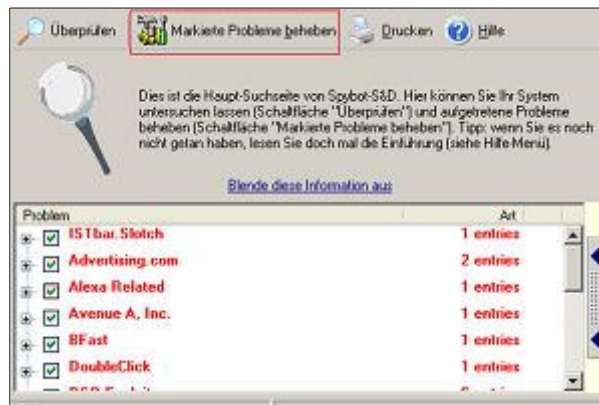 Überprüfen Markierte Probleme beheben Drucken Hilfe
Dies ist die Haupt-Suchseite von Spybot-S&D. Hier können Sie Ihr System
untersuchen lassen (Schaltfläche "Überprüfen") und aufgetretene Probleme
beheben (Schaltfläche "Markierte Probleme beheben"). Tipp: wenn Sie es noch
nicht getan haben, lesen Sie doch mal die Einführung (siehe Hilfe-Menü).
Blende diese Information aus
Problem Art
ISTbar.Slotch 1 entries
Advertising.com 2 entries
Alexa Related 1 entries
Avenue A, Inc. 1 entries
BFast 1 entries
DoubleClick 1 entries